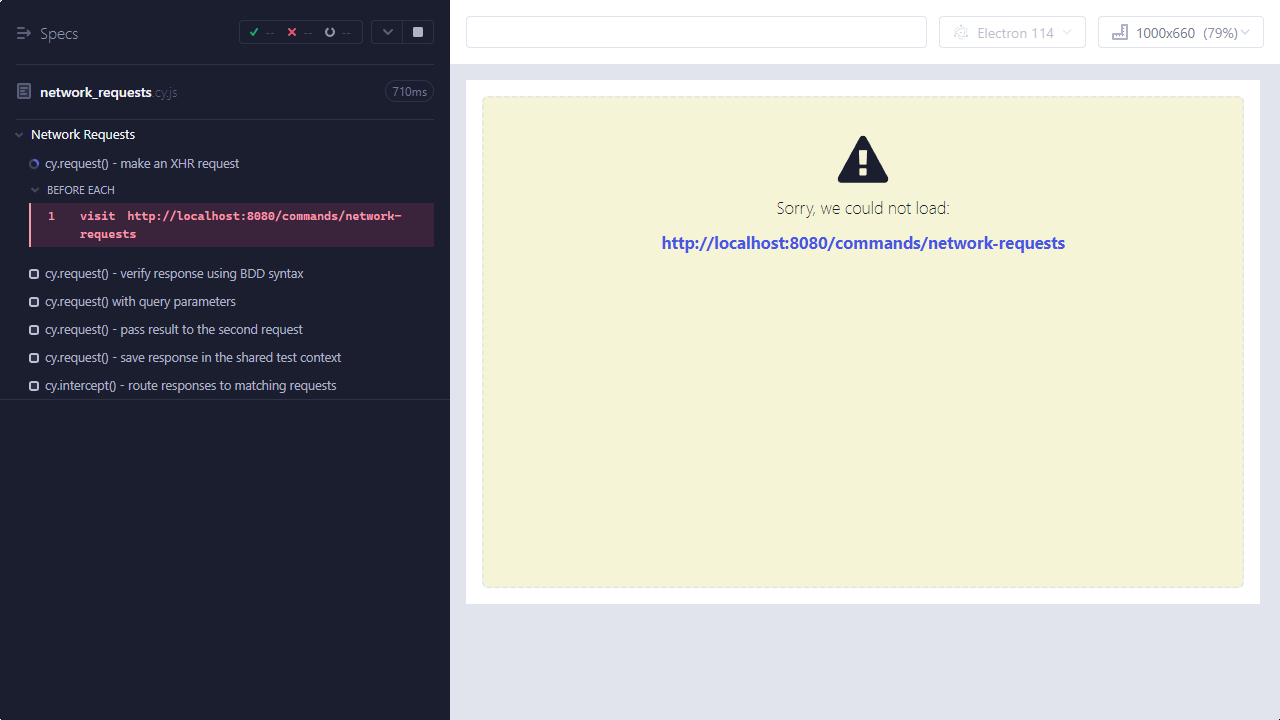 Specs
--
--
--
network_requests cy.js
710ms
Network Requests
cy.request() - make an XHR request
BEFORE EACH
1 visit http://localhost:8080/commands/network-
requests
cy.request() - verify response using BDD syntax
cy.request() with query parameters
cy.request() - pass result to the second request
cy.request() - save response in the shared test context
cy.intercept() - route responses to matching requests
Electron 114
1000x660 (79%)
Sorry, we could not load:
http://localhost:8080/commands/network-requests